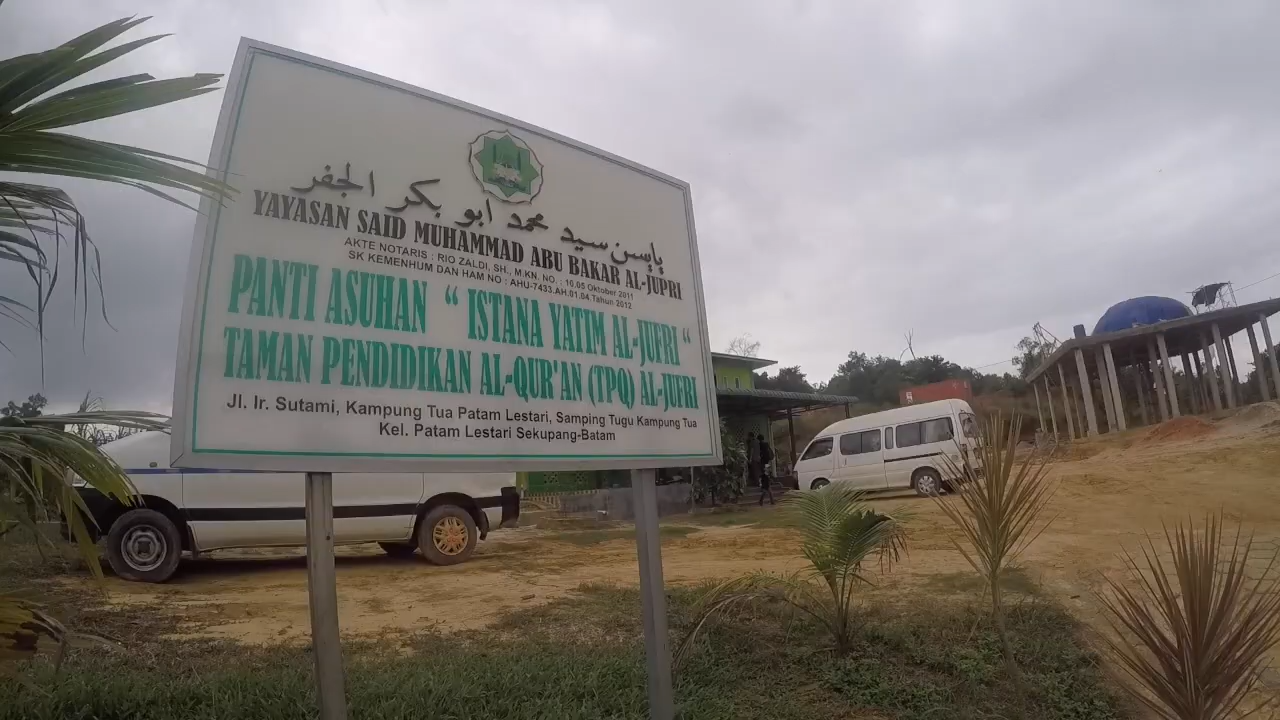 يايسن سيد محمد ابو بكر الجفر
YAYASAN SAID MUHAMMAD ABU BAKAR AL-JUPRI
AKTE NOTARIS : RIO ZALDI, SH., M.KN. NO. : 10.05 Oktober 2011
SK KEMENHUM DAN HAM NO : AHU-7433.AH.01.04.Tahun 2012
PANTI ASUHAN “ ISTANA YATIM AL-JUFRI “
TAMAN PENDIDIKAN AL-QUR'AN (TPQ) AL-JUFRI
Jl. Ir. Sutami, Kampung Tua Patam Lestari, Samping Tugu Kampung Tua
Kel. Patam Lestari Sekupang-Batam